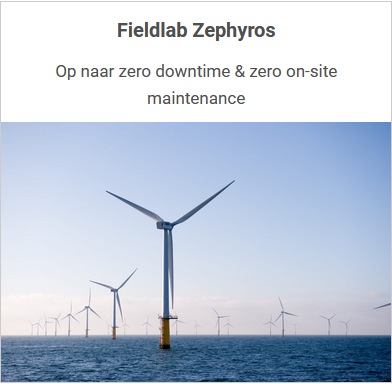 Fieldlab Zephyros
Op naar zero downtime & zero on-site
maintenance